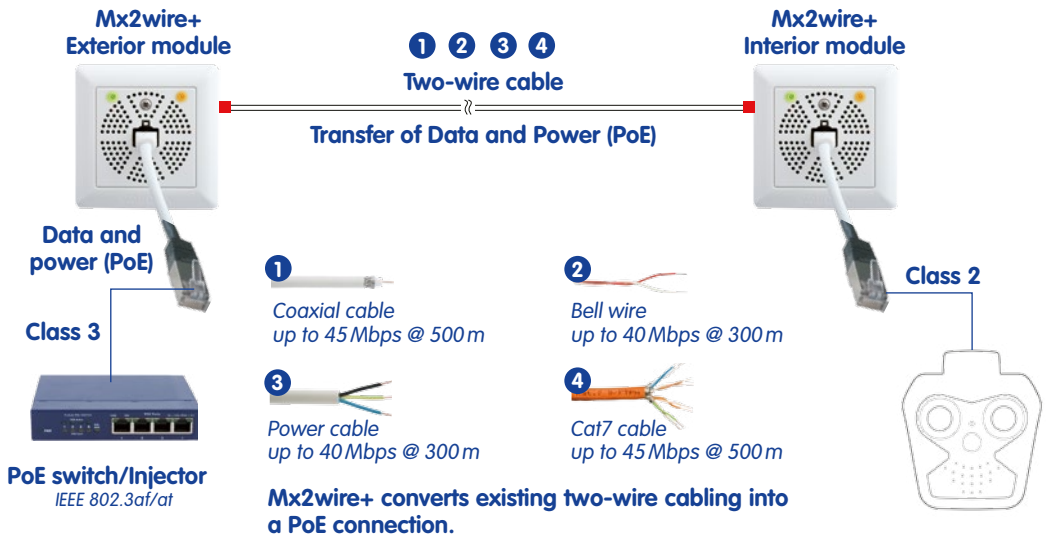 Mx2wire+
Exterior module
1 2 3 4
Two-wire cable
Mx2wire+
Interior module
Transfer of Data and Power (PoE)
Data and
power (PoE)
Class 3
PoE switch/Injector
IEEE 802.3af/at
1
Coaxial cable
up to 45 Mbps @ 500 m
2
Bell wire
up to 40 Mbps @ 300 m
3
Power cable
up to 40 Mbps @ 300 m
4
Cat7 cable
up to 45 Mbps @ 500 m
Class 2
Mx2wire+ converts existing two-wire cabling into
a PoE connection.